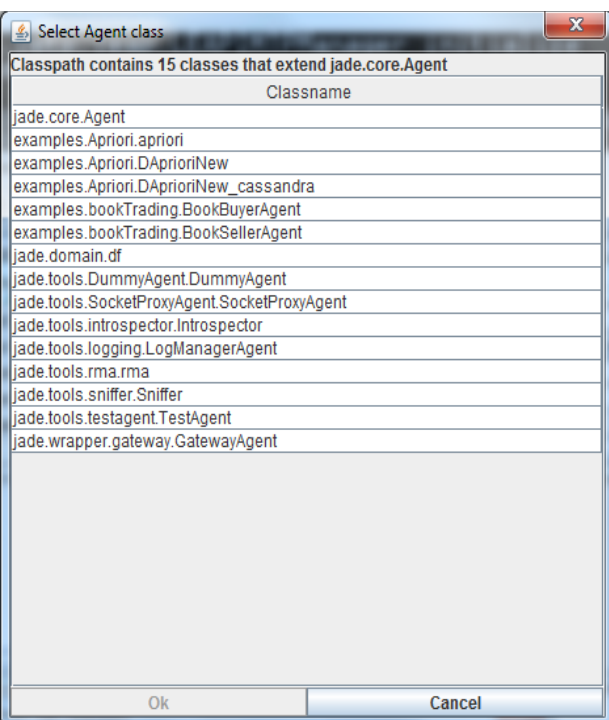 Select Agent class
Classpath contains 15 classes that extend jade.core.Agent
Classname
jade.core.Agent
examples.Apriori.apriori
examples.Apriori.DAprioriNew
examples.Apriori.DAprioriNew_cassandra
examples.bookTrading.BookBuyerAgent
examples.bookTrading.BookSellerAgent
jade.domain.df
jade.tools.DummyAgent.DummyAgent
jade.tools.SocketProxyAgent.SocketProxyAgent
jade.tools.introspector.Introspector
jade.tools.logging.LogManagerAgent
jade.tools.rma.rma
jade.tools.sniffer.Sniffer
jade.tools.testagent.TestAgent
jade.wrapper.gateway.GatewayAgent
Ok Cancel